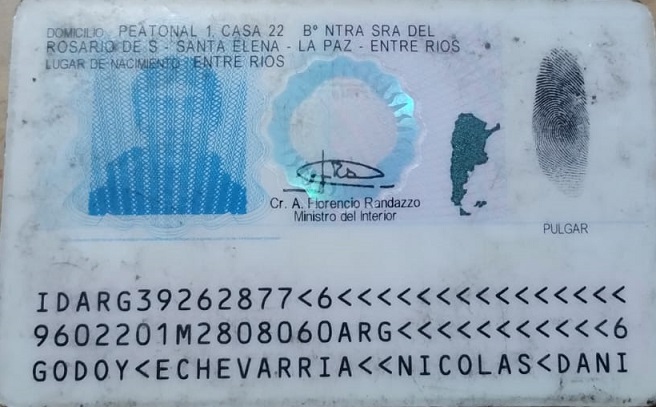 DOMICILIO: PEATONAL 1, CASA 22 Bº NTRA SRA DEL
ROSARIO DE S - SANTA ELENA - LA PAZ - ENTRE RIOS
LUGAR DE NACIMIENTO: ENTRE RIOS
Cr. A. Florencio Randazzo
Ministro del Interior
PULGAR
IDARG39262877<6<<<<<<<<<<<<<<<
9602201M2808060ARG<<<<<<<<<<<6
GODOY<ECHEVARRIA<<NICOLAS<DANI